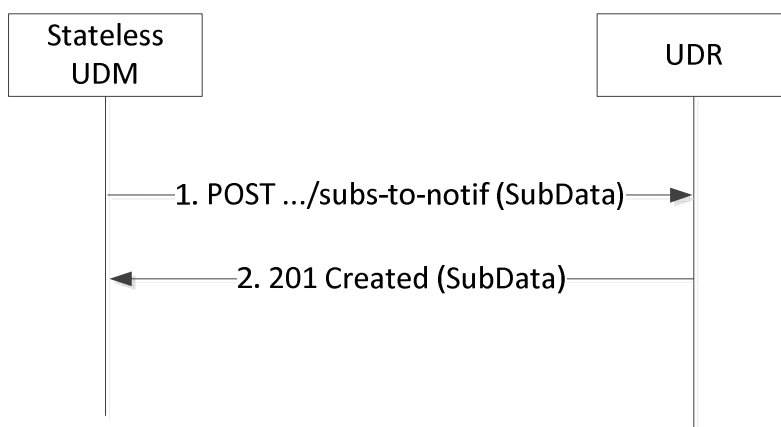 Stateless
UDM
UDR
1. POST .../subs-to-notif (SubData)
2. 201 Created (SubData)